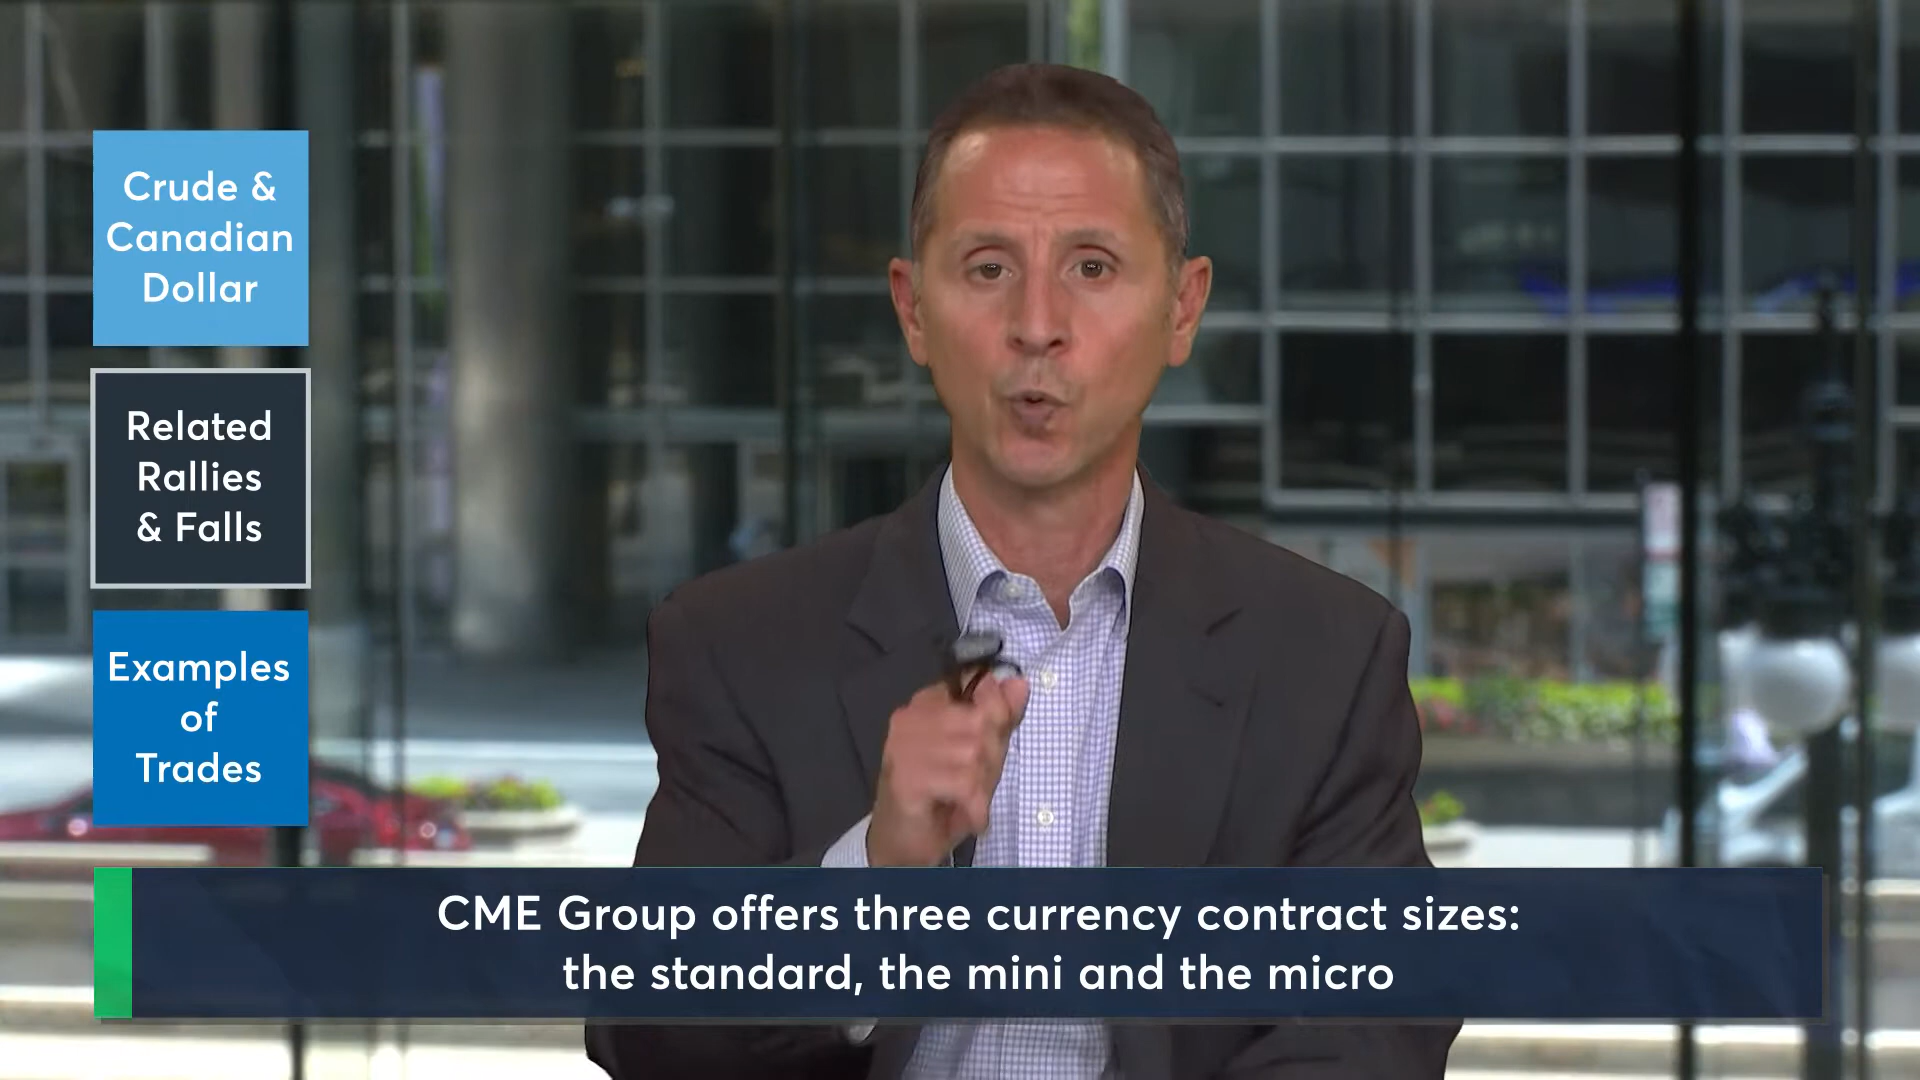 Crude &
Canadian
Dollar
Related
Rallies
& Falls
Examples
of
Trades
CME Group offers three currency contract sizes:
the standard, the mini and the micro